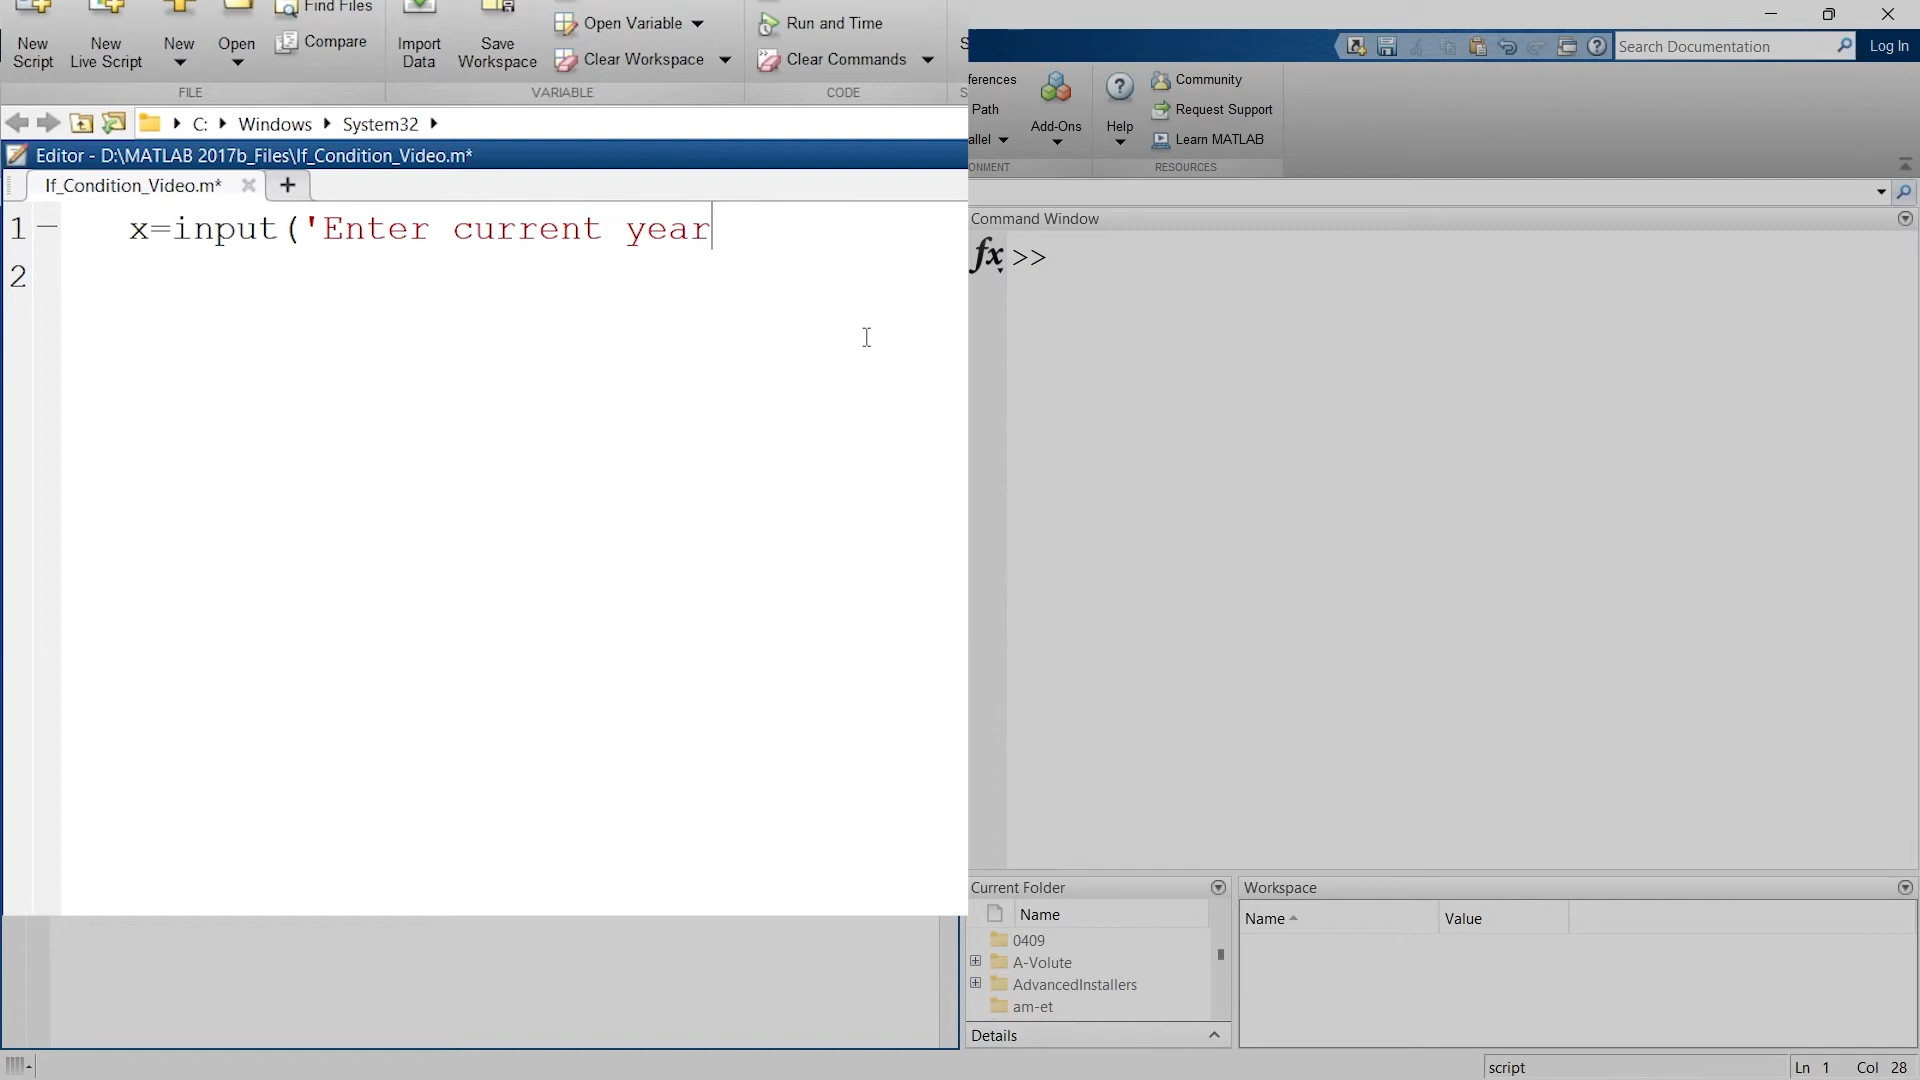 Find Files
Open Variable
Run and Time
New Script
New Live Script
New
Open
Compare
Import Data
Save Workspace
Clear Workspace
Clear Commands
S
FILE
VARIABLE
CODE
S
Search Documentation
Log In
ferences
Path
allel
Add-Ons
Help
Community
Request Support
Learn MATLAB
ONMENT
RESOURCES
C:
Windows
System32
Editor - D:\MATLAB 2017b_Files\If_Condition_Video.m*
If_Condition_Video.m*
1
x=input('Enter current year
2
Command Window
fx >>
Current Folder
Name
0409
A-Volute
AdvancedInstallers
am-et
Details
Workspace
Name
Value
script
Ln 1 Col 28